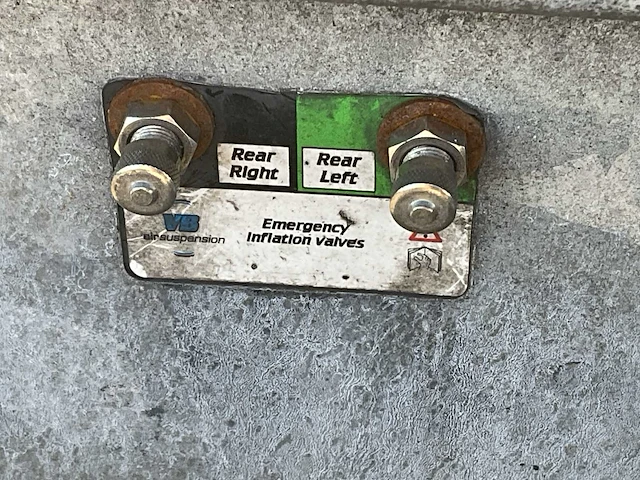 Rear
Right
Rear
Left
VB
airsuspension
Emergency
inflation valves